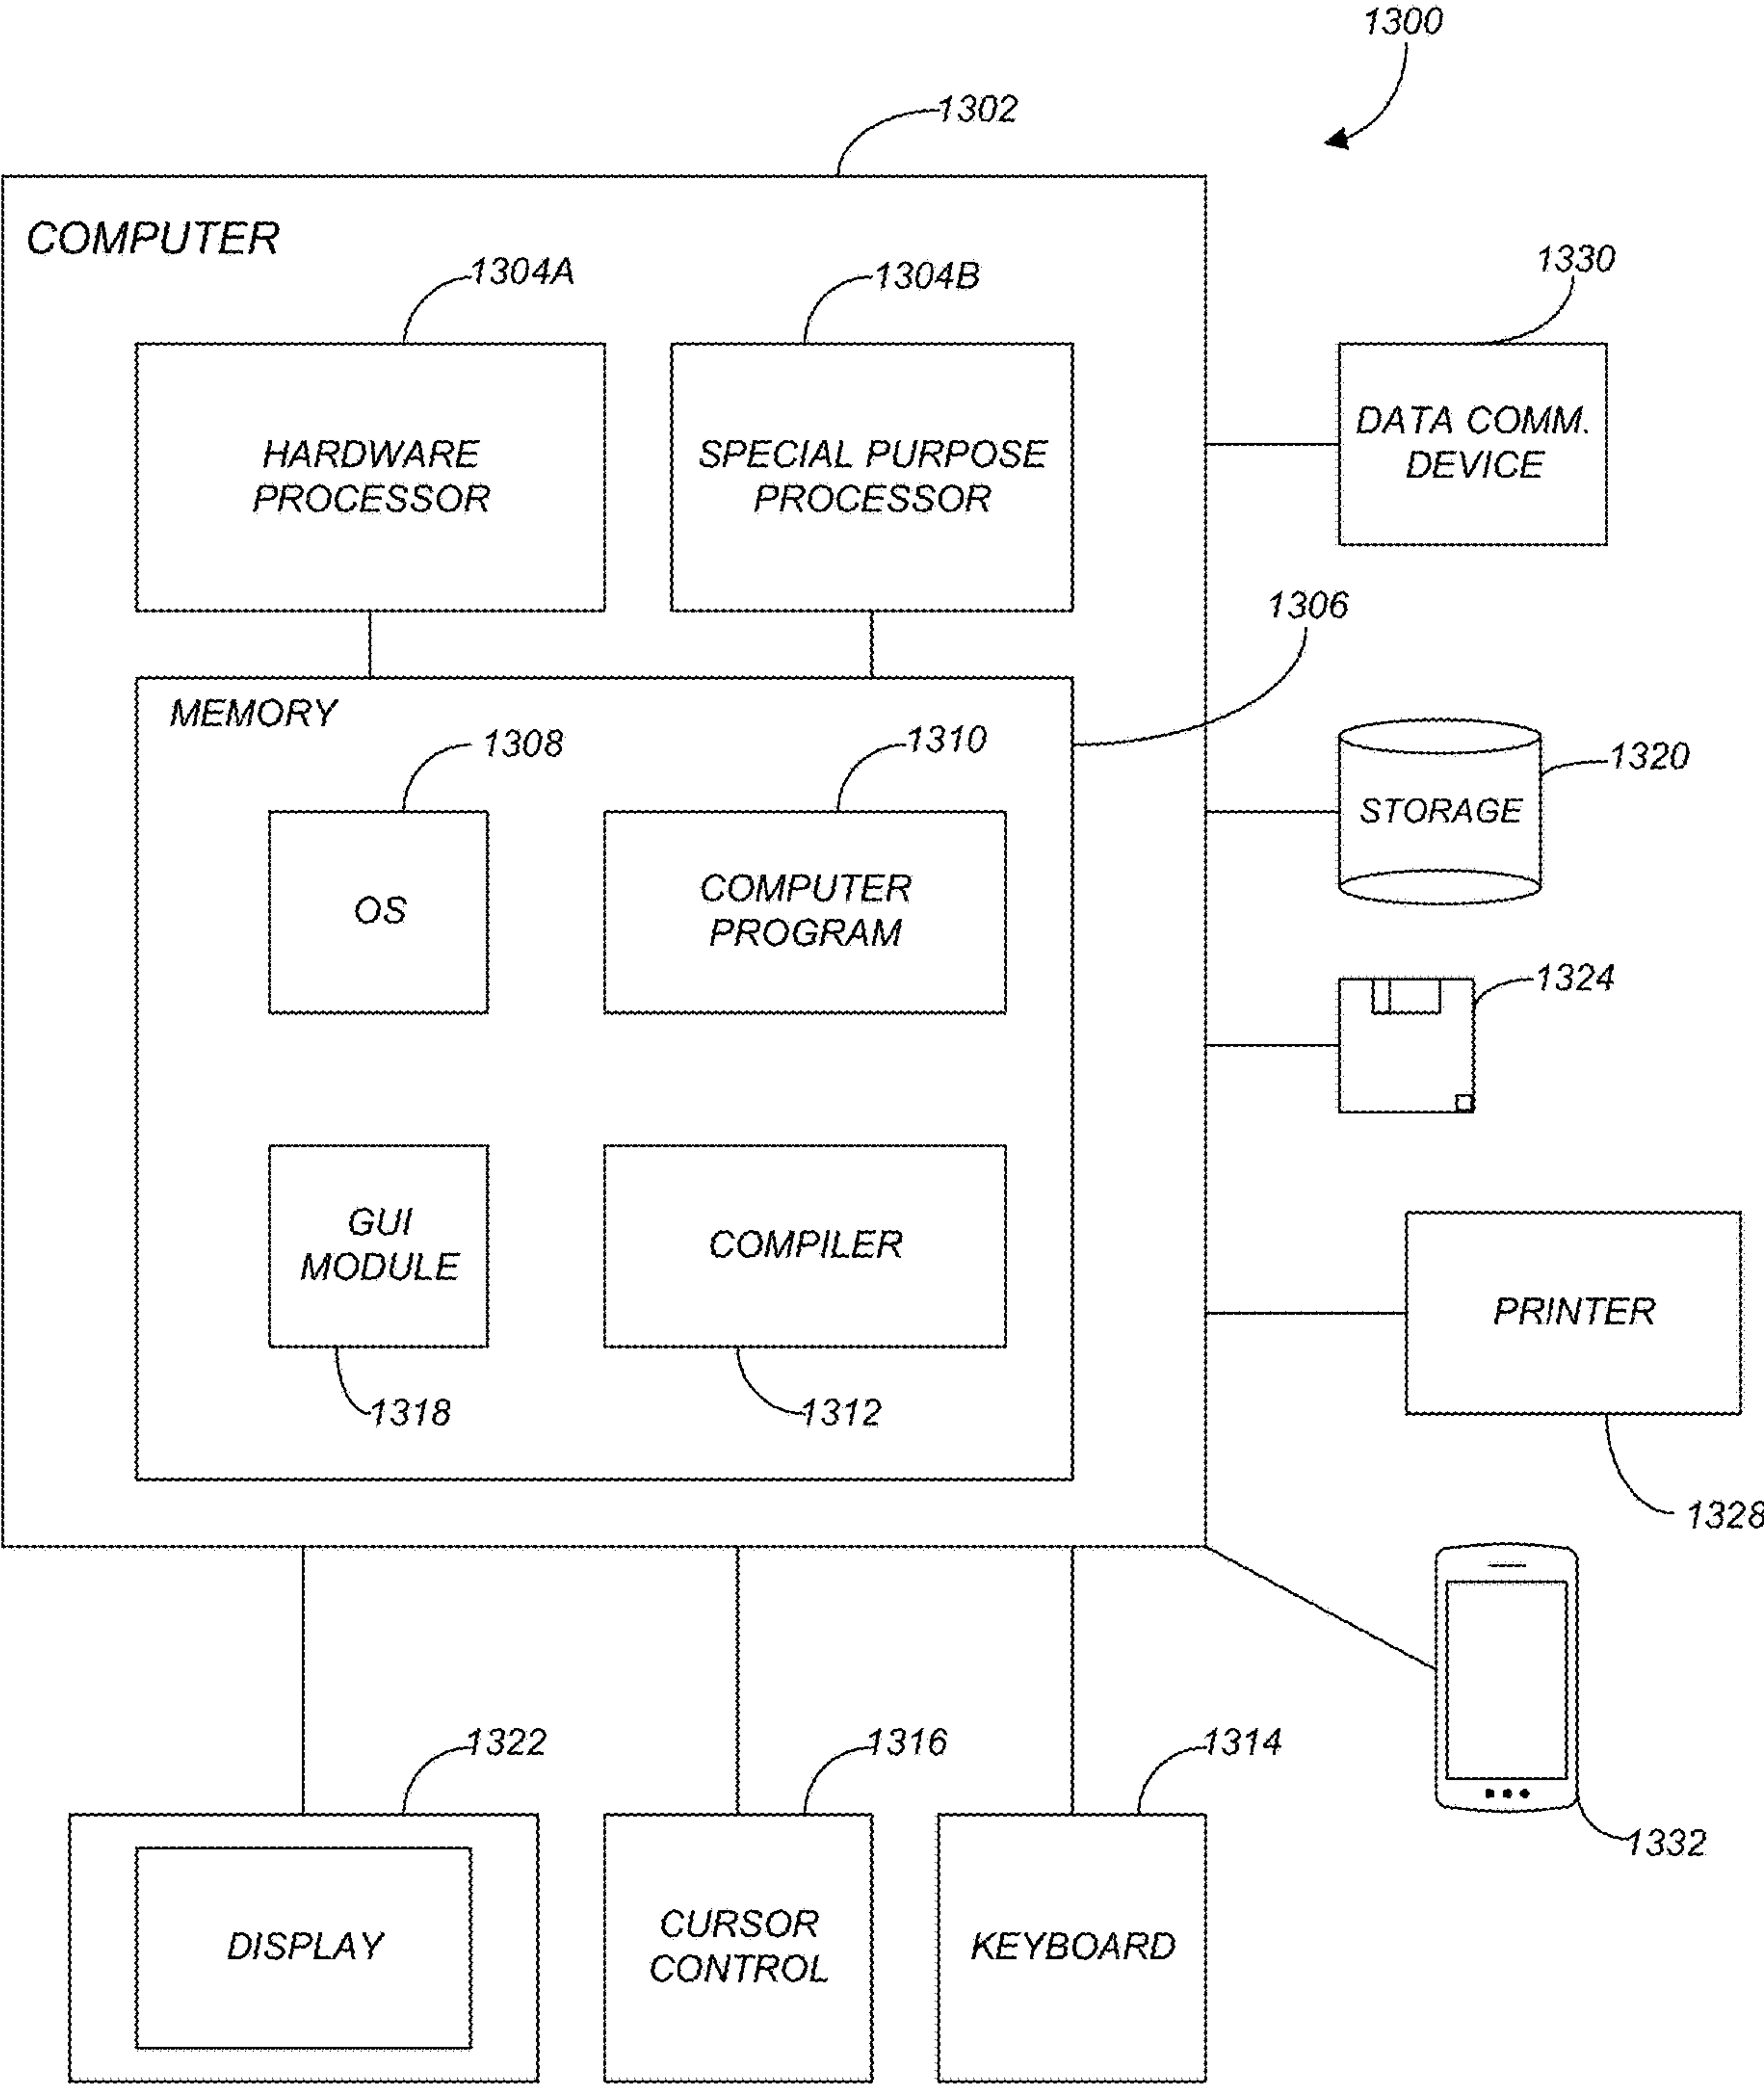 1300
1302
COMPUTER
1304A
1304B
1330
HARDWARE
PROCESSOR
SPECIAL PURPOSE
PROCESSOR
DATA COMM.
DEVICE
1306
MEMORY
1308
1310
1320
STORAGE
OS
COMPUTER
PROGRAM
1324
GUI
MODULE
COMPILER
PRINTER
1318
1312
1328
1322
1316
1314
1332
DISPLAY
CURSOR
CONTROL
KEYBOARD